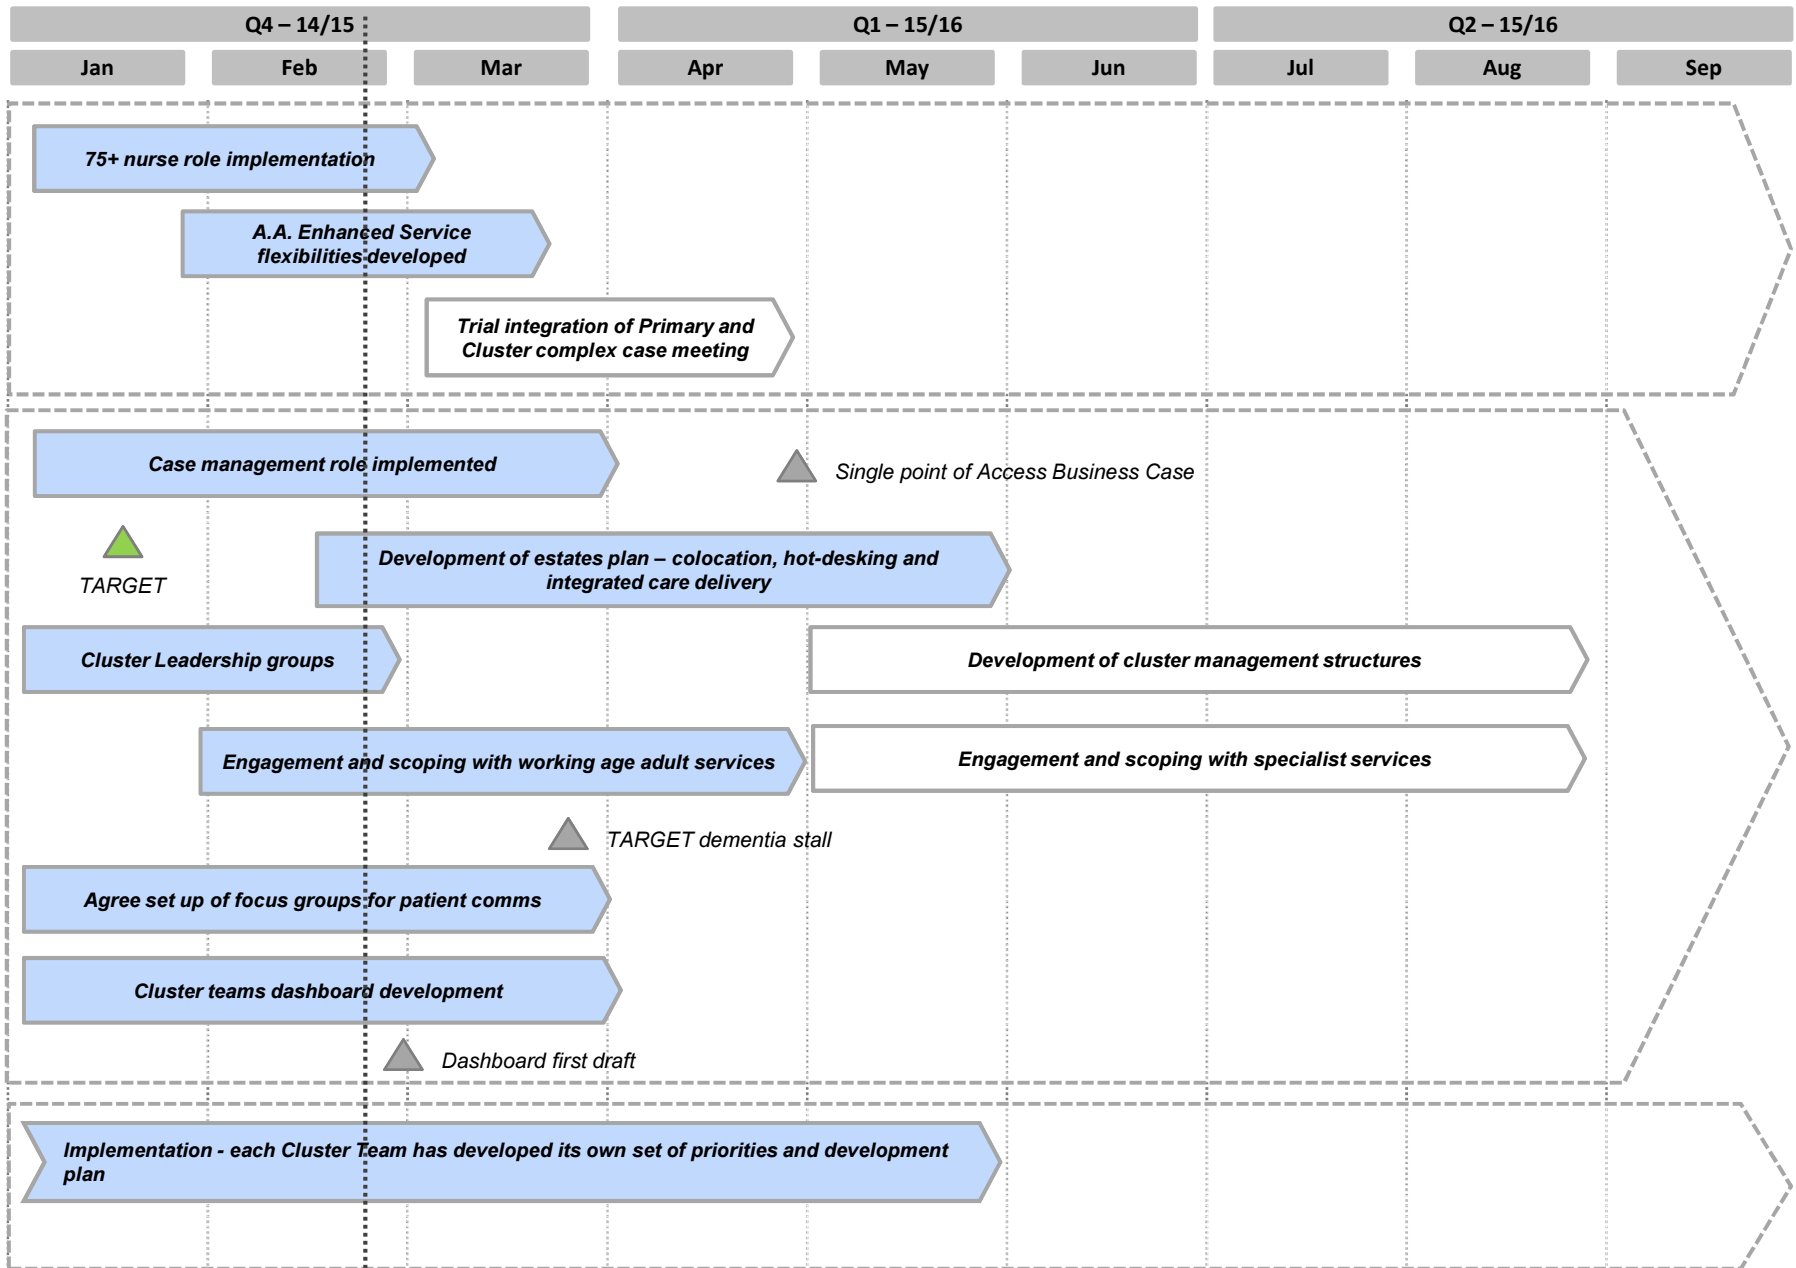 Q4 – 14/15
Q1 – 15/16
Q2 – 15/16
Jan
Feb
Mar
Apr
May
Jun
Jul
Aug
Sep
75+ nurse role implementation
A.A. Enhanced Service
flexibilities developed
Trial integration of Primary and
Cluster complex case meeting
Case management role implemented
Single point of Access Business Case
TARGET
Development of estates plan – colocation, hot-desking and
integrated care delivery
Cluster Leadership groups
Development of cluster management structures
Engagement and scoping with working age adult services
Engagement and scoping with specialist services
TARGET dementia stall
Agree set up of focus groups for patient comms
Cluster teams dashboard development
Dashboard first draft
Implementation - each Cluster Team has developed its own set of priorities and development
plan